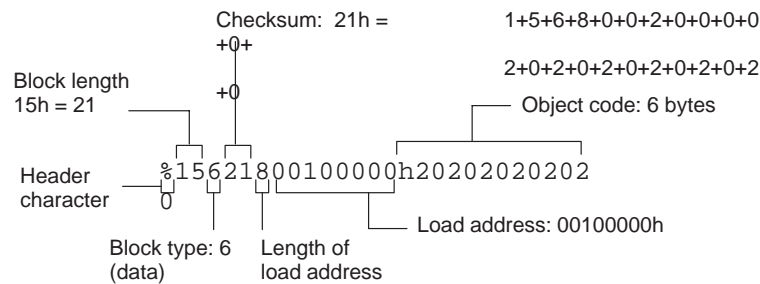 Checksum: 21h = 1+5+6+8+0+0+2+0+0+0+0
+0+
2+0+2+0+2+0+2+0+2+0+2
+0
Block length
15h = 21
Object code: 6 bytes
%15621800100000​0h20202020202
0
Header
character
Load address: 00100000h
Block type: 6
(data)
Length of
load address